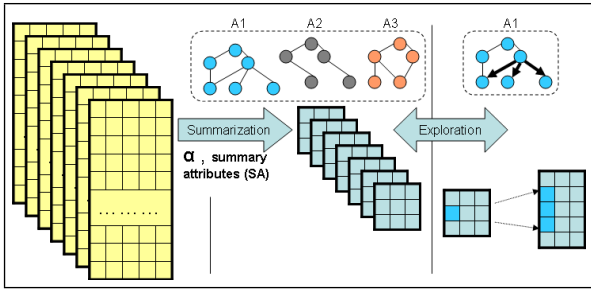 A1
A2
A3
A1
Summarization
Exploration
α , summary
attributes (SA)
. . . . . . . . .